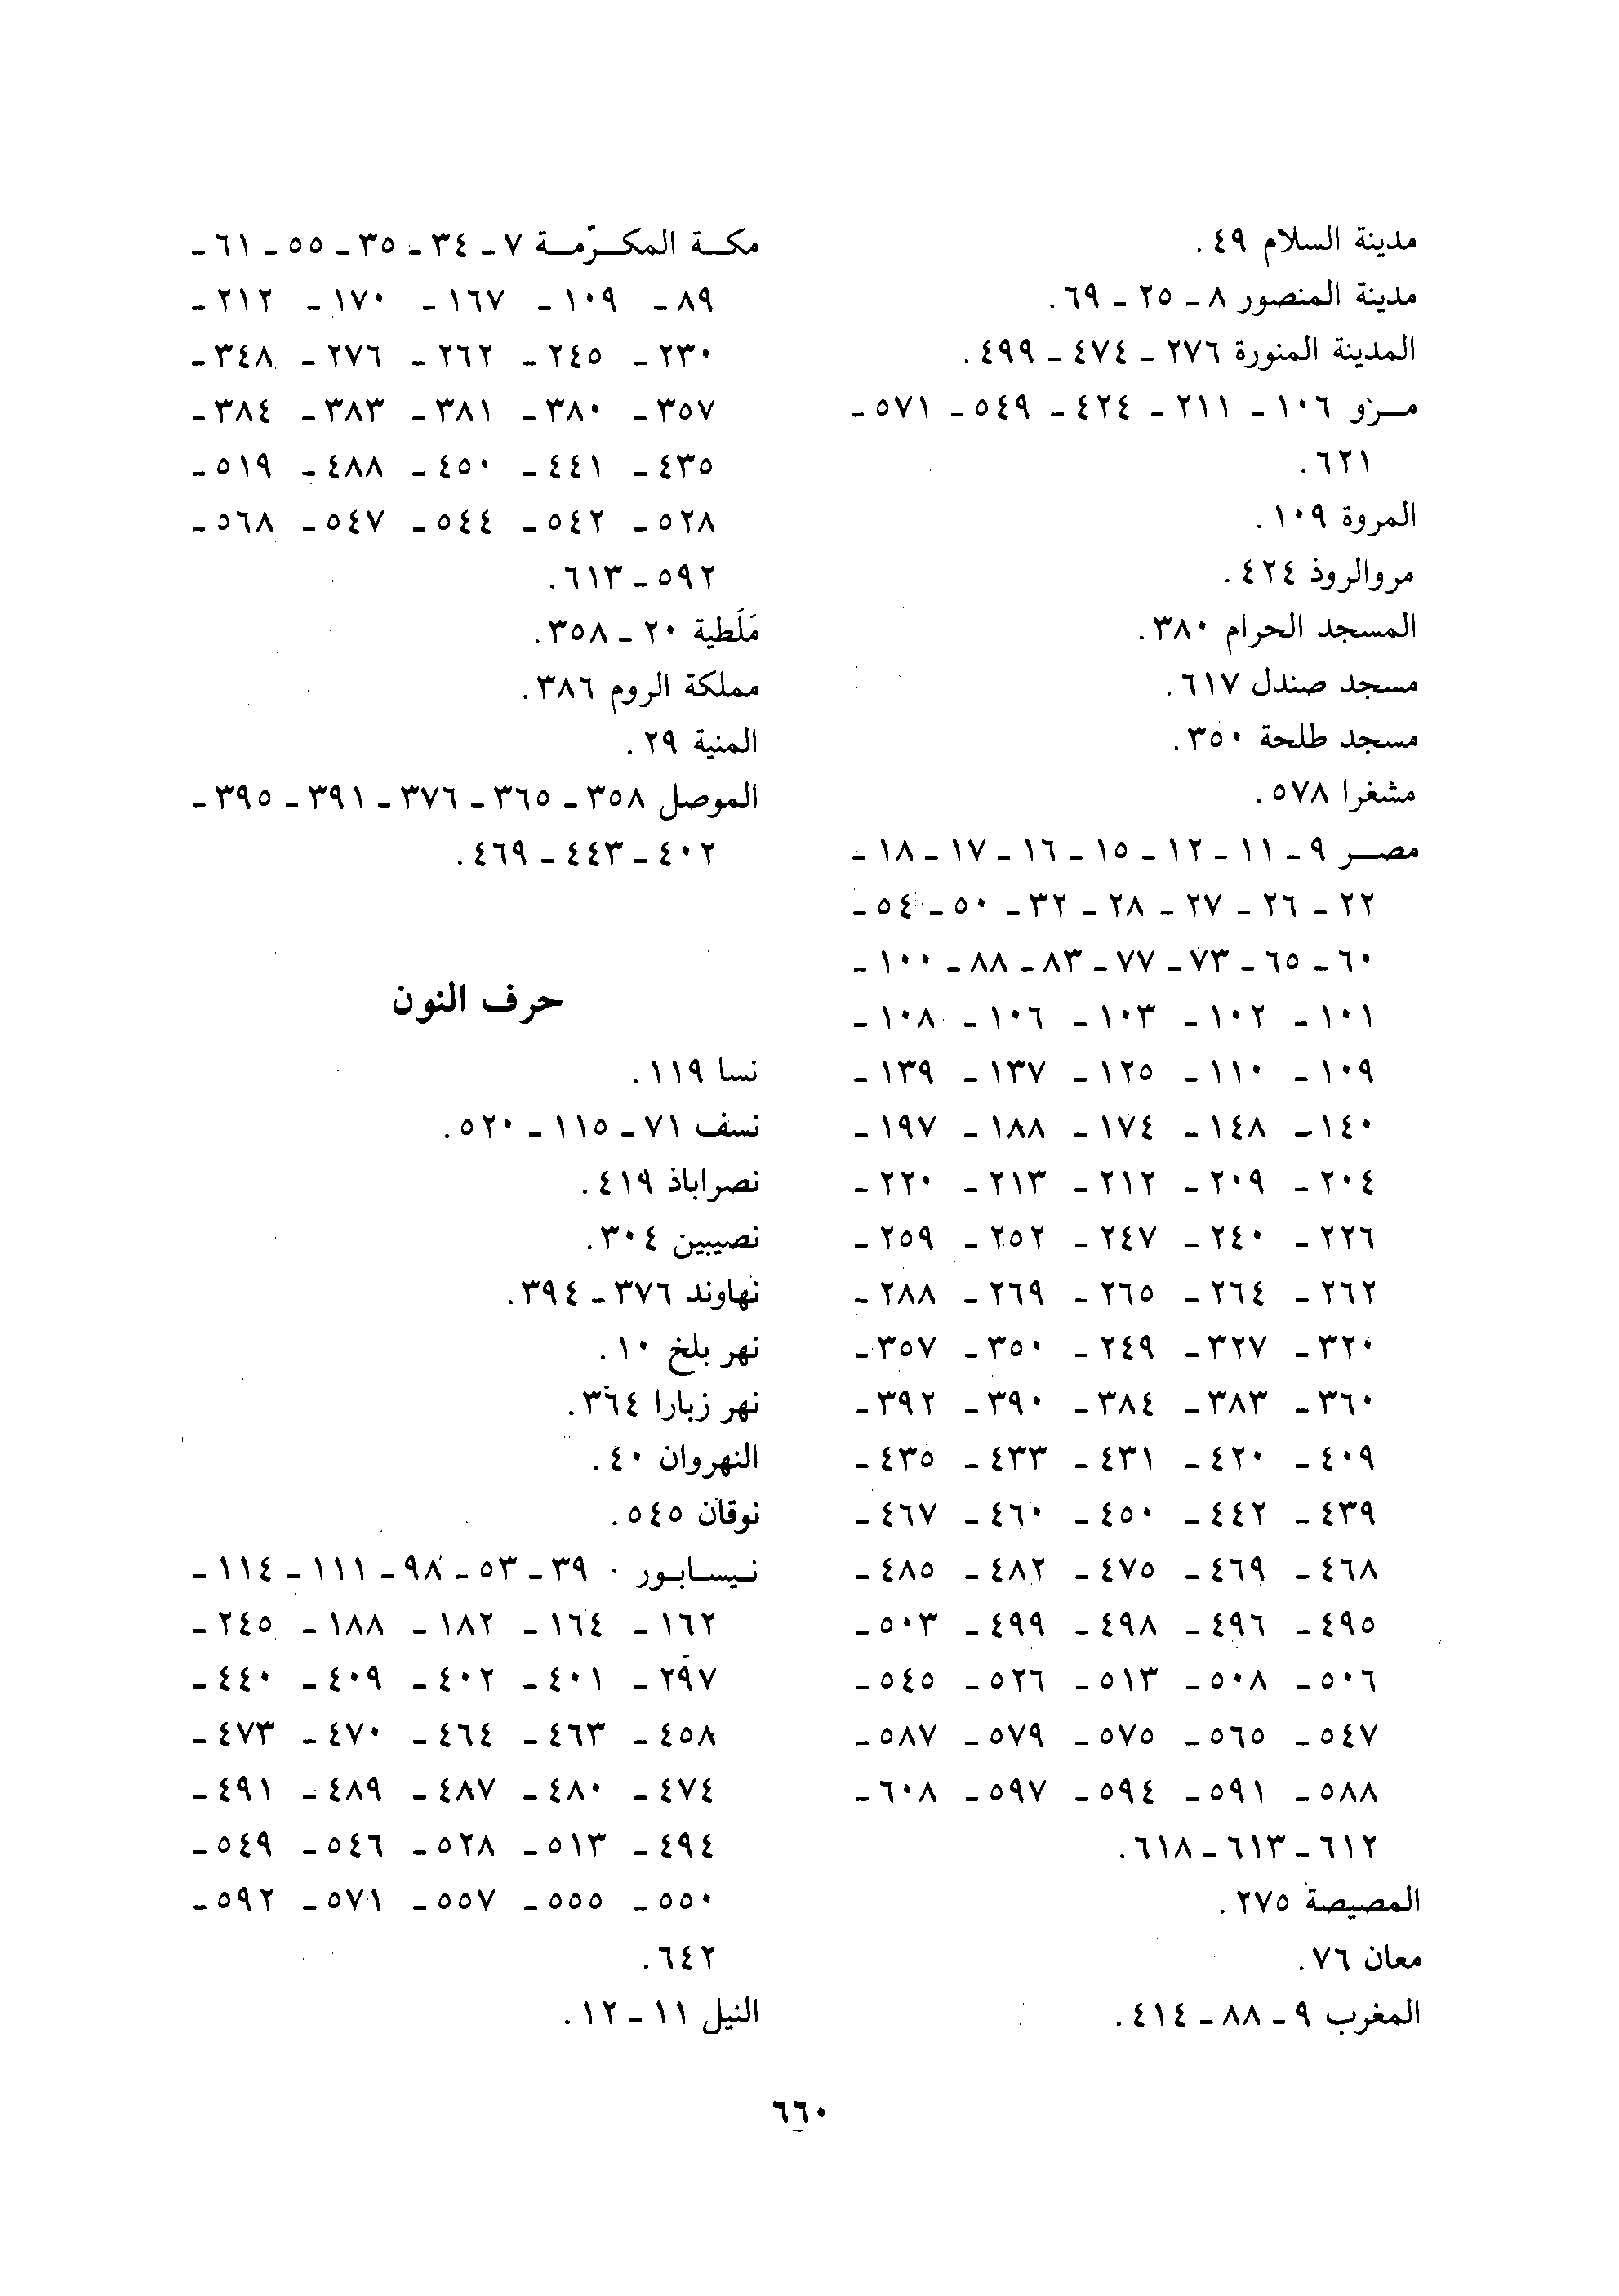 مدينة السلام ٤٩.
مدينة المنصور ٨ ـ ٢٥ ـ ٦٩.
المدينة المنورة ٢٧٦ ـ ٤٧٤ ـ ٤٩٩.
مـرْو ١٠٦ ـ ٢١١ ـ ٤٢٤ ـ ٥٤٩ ـ ٥٧١ ـ
٦٢١.
المروة ١٠٩.
مروالروذ ٤٢٤.
المسجد الحرام ٣٨٠.
مسجد صندل ٦١٧.
مسجد طلحة ٣٥٠.
مشغرا ٥٧٨.
مصـر ٩ ـ ١١ ـ ١٢ ـ ١٥ ـ ١٦ ـ ١٧ ـ ١٨ ـ
٢٢ ـ ٢٦ ـ ٢٧ ـ ٢٨ ـ ٣٢ ـ ٥٠ ـ ٥٤ ـ
٦٠ ـ ٦٥ ـ ٧٣ ـ ٧٧ ـ ٨٣ ـ ٨٨ ـ ١٠٠ ـ
١٠١ ـ ١٠٢ ـ ١٠٣ ـ ١٠٦ ـ ١٠٨ ـ
١٠٩ ـ ١١٠ ـ ١٢٥ ـ ١٣٧ ـ ١٣٩ ـ
١٤٠ ـ ١٤٨ ـ ١٧٤ ـ ١٨٨ ـ ١٩٧ ـ
٢٠٤ ـ ٢٠٩ ـ ٢١٢ ـ ٢١٣ ـ ٢٢٠ ـ
٢٢٦ ـ ٢٤٠ ـ ٢٤٧ ـ ٢٥٢ ـ ٢٥٩ ـ
٢٦٢ ـ ٢٦٤ ـ ٢٦٥ ـ ٢٦٩ ـ ٢٨٨ ـ
٣٢٠ ـ ٣٢٧ ـ ٢٤٩ ـ ٣٥٠ ـ ٣٥٧ ـ
٣٦٠ ـ ٣٨٣ ـ ٣٨٤ ـ ٣٩٠ ـ ٣٩٢ ـ
٤٠٩ ـ ٤٢٠ ـ ٤٣١ ـ ٤٣٣ ـ ٤٣٥ ـ
٤٣٩ ـ ٤٤٢ ـ ٤٥٠ ـ ٤٦٠ ـ ٤٦٧ ـ
٤٦٨ ـ ٤٦٩ ـ ٤٧٥ ـ ٤٨٢ ـ ٤٨٥ ـ
٤٩٥ ـ ٤٩٦ ـ ٤٩٨ ـ ٤٩٩ ـ ٥٠٣ ـ
٥٠٦ ـ ٥٠٨ ـ ٥١٣ ـ ٥٢٦ ـ ٥٤٥ ـ
٥٤٧ ـ ٥٦٥ ـ ٥٧٥ ـ ٥٧٩ ـ ٥٨٧ ـ
٥٨٨ ـ ٥٩١ ـ ٥٩٤ ـ ٥٩٧ ـ ٦٠٨ ـ
٦١٢ ـ ٦١٣ ـ ٦١٨.
المصيصة ٢٧٥.
معان ٧٦.
المغرب ٩ ـ ٨٨ ـ ٤١٤.
مكـة المكـرّمـة ٧ ـ ٣٤ ـ ٣٥ ـ ٥٥ ـ ٦١ ـ
٨٩ ـ ١٠٩ ـ ١٦٧ ـ ١٧٠ ـ ٢١٢ ـ
٢٣٠ ـ ٢٤٥ ـ ٢٦٢ ـ ٢٧٦ ـ ٣٤٨ ـ
٣٥٧ ـ ٣٨٠ ـ ٣٨١ ـ ٣٨٣ ـ ٣٨٤ ـ
٤٣٥ ـ ٤٤١ ـ ٤٥٠ ـ ٤٨٨ ـ ٥١٩ ـ
٥٢٨ ـ ٥٤٢ ـ ٥٤٤ ـ ٥٤٧ ـ ٥٦٨ ـ
٥٩٢ ـ ٦١٣.
مَلَطية ٢٠ ـ ٣٥٨.
مملكة الروم ٣٨٦.
المنية ٢٩.
الموصل ٣٥٨ ـ ٣٦٥ ـ ٣٧٦ ـ ٣٩١ ـ ٣٩٥ ـ
٤٠٢ ـ ٤٤٣ ـ ٤٦٩.
حرف النون
نسا ١١٩.
نسف ٧١ ـ ١١٥ ـ ٥٢٠.
نصراباذ ٤١٩.
نصيبين ٣٠٤.
نهاوند ٣٧٦ ـ ٣٩٤.
نهر بلخ ١٠.
نهر زبارا ٣٦٤.
النهروان ٤٠.
نوقان ٥٤٥.
نـيسـابـور ٣٩ ـ ٥٣ ـ ٩٨ ـ ١١١ ـ ١١٤ ـ
١٦٢ ـ ١٦٤ ـ ١٨٢ ـ ١٨٨ ـ ٢٤٥ ـ
٢٩٧ ـ ٤٠١ ـ ٤٠٢ ـ ٤٠٩ ـ ٤٤٠ ـ
٤٥٨ ـ ٤٦٣ ـ ٤٦٤ ـ ٤٧٠ ـ ٤٧٣ ـ
٤٧٤ ـ ٤٨٠ ـ ٤٨٧ ـ ٤٨٩ ـ ٤٩١ ـ
٤٩٤ ـ ٥١٣ ـ ٥٢٨ ـ ٥٤٦ ـ ٥٤٩ ـ
٥٥٠ ـ ٥٥٥ ـ ٥٥٧ ـ ٥٧١ ـ ٥٩٢ ـ
٦٤٢.
النيل ١١ ـ ١٢.
٦٦٠